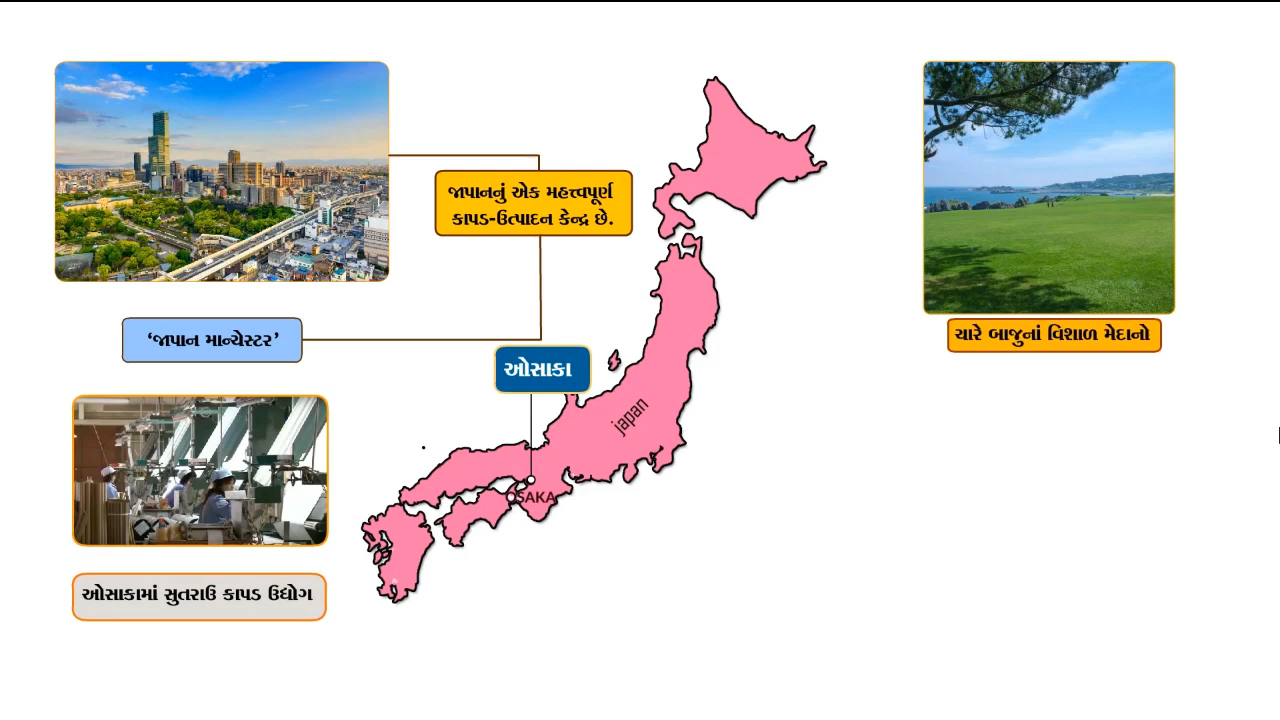 જાપાનનું એક મહત્ત્વપૂર્ણ
કાપડ-ઉત્પાદન કેન્દ્ર છે.
‘જાપાન માન્ચેસ્ટર’
ઓસાકા
ચારે બાજુનાં વિશાળ મેદાનો
japan
OSAKA
ઓસાકામાં સુતરાઉ કાપડ ઉદ્યોગ